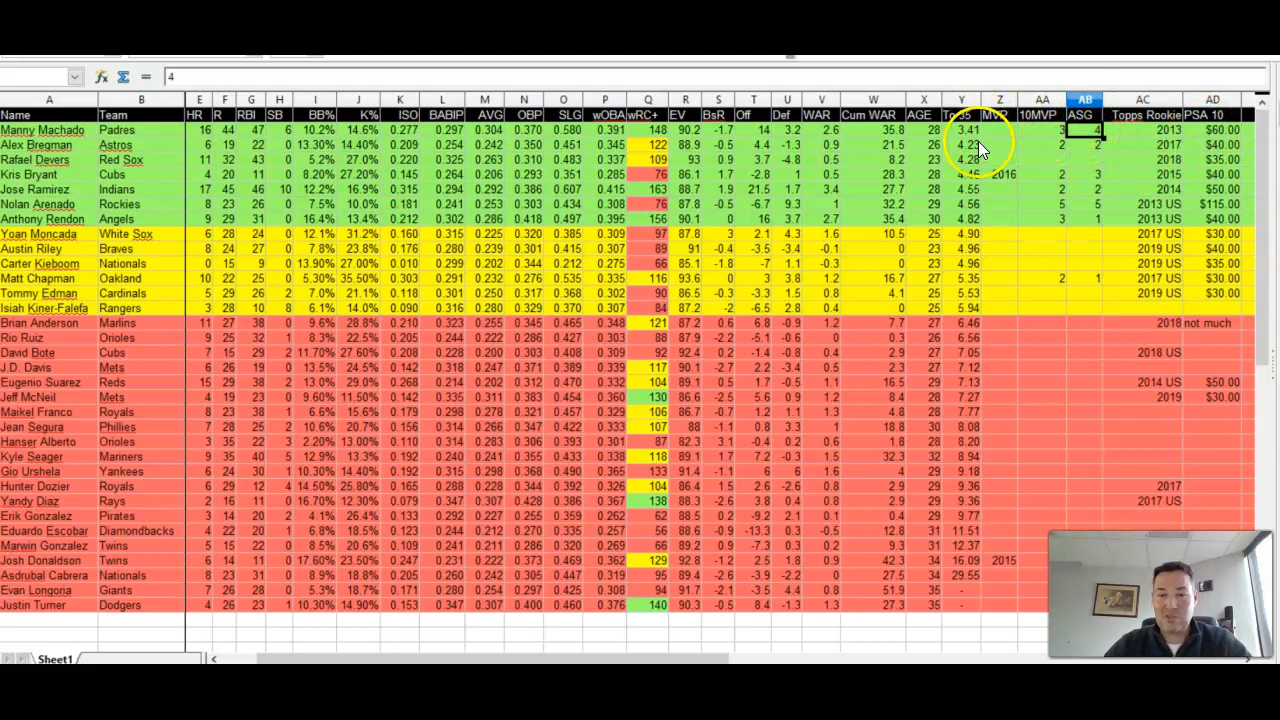 4
A B E F G H I J K L M N O P Q R S T U V W X Y Z AA AB AC AD
Name Team HR R RBI SB BB% K% ISO BABIP AVG OBP SLG wOBA wRC+ EV BsR Off Def WAR Cum WAR AGE MVP 10MVP ASG Topps Rookie PSA 10
Manny Machado Padres 16 44 47 6 10.2% 14.6% 0.277 0.297 0.304 0.370 0.580 0.391 148 90.2 -1.7 14 3.2 2.6 35.8 28 3.41 3 4 2013 $60.00
Alex Bregman Astros 6 19 22 0 13.30% 14.40% 0.209 0.254 0.242 0.350 0.451 0.345 122 88.9 -0.5 4.4 -1.3 0.9 21.5 26 4.23 2 2 2017 $40.00
Rafael Devers Red Sox 11 32 43 0 5.2% 27.0% 0.220 0.325 0.263 0.310 0.483 0.337 109 93 0 3.7 -4.8 0.5 8.2 23 4.28 2018 $35.00
Kris Bryant Cubs 4 20 11 0 8.20% 27.20% 0.145 0.264 0.206 0.293 0.351 0.285 76 86.1 1.7 -2.8 1 0.5 28.3 28 4.46 2016 2 3 2015 $40.00
Jose Ramirez Indians 17 45 46 10 12.2% 16.9% 0.315 0.294 0.292 0.386 0.607 0.415 163 88.7 1.9 21.5 1.7 3.4 27.7 28 4.55 2 2 2014 $50.00
Nolan Arenado Rockies 8 23 26 0 7.5% 10.0% 0.181 0.241 0.253 0.303 0.434 0.308 76 87.8 -0.5 -6.7 9.3 1 32.2 29 4.56 5 5 2013 US $115.00
Anthony Rendon Angels 9 29 31 0 16.4% 13.4% 0.211 0.302 0.286 0.418 0.497 0.395 156 90.1 0 16 3.7 2.7 35.4 30 4.82 3 1 2013 US $40.00
Yoan Moncada White Sox 6 28 24 0 12.1% 31.2% 0.160 0.315 0.225 0.320 0.385 0.309 97 87.8 3 2.1 4.3 1.6 11.5 25 4.90 2017 US $30.00
Austin Riley Braves 8 24 27 0 7.8% 23.8% 0.176 0.280 0.239 0.301 0.415 0.307 89 91 -0.4 -3.5 -3.4 -0.1 0 23 4.96 2019 US $40.00
Carter Kieboom Nationals 0 15 9 0 13.90% 27.00% 0.010 0.284 0.202 0.344 0.212 0.275 66 85.1 -1.8 -7 1.1 -0.3 0 23 4.96 2019 US $35.00
Matt Chapman Oakland 10 22 25 0 5.30% 35.50% 0.303 0.291 0.232 0.276 0.535 0.335 116 93.6 0 3 3.8 1.2 16.7 27 5.35 2 1 2017 US $30.00
Tommy Edman Cardinals 5 29 26 2 7.0% 21.1% 0.118 0.301 0.250 0.317 0.368 0.302 90 86.5 -0.3 -3.3 1.5 0.8 4.1 25 5.53 2019 US $30.00
Isiah Kiner-Falefa Rangers 3 28 10 8 6.1% 14.0% 0.091 0.316 0.280 0.329 0.370 0.307 84 87.2 -2 -6.5 2.8 0.4 0 25 5.94
Brian Anderson Marlins 11 27 38 0 9.6% 28.8% 0.210 0.323 0.255 0.345 0.465 0.348 121 87.2 0.6 6.8 -0.9 1.2 7.7 27 6.46 2018 not much
Rio Ruiz Orioles 9 25 32 1 8.3% 22.5% 0.205 0.242 0.222 0.286 0.427 0.303 88 87.9 -2.2 -5.1 -0.6 0 0.3 26 6.56
David Bote Cubs 7 15 29 2 11.70% 27.60% 0.208 0.228 0.200 0.303 0.408 0.309 92 92.4 0.2 -1.4 -0.8 0.4 2.9 27 7.05 2018 US
J.D. Davis Mets 6 26 19 0 13.5% 24.5% 0.142 0.318 0.247 0.371 0.389 0.339 117 90.1 -2.7 2.2 -3.4 0.5 2.3 27 7.12
Eugenio Suarez Reds 15 29 38 2 13.0% 29.0% 0.268 0.214 0.202 0.312 0.470 0.332 104 89.1 0.5 1.7 -0.5 1.1 16.5 29 7.13 2014 US $50.00
Jeff McNeil Mets 4 19 23 0 9.60% 11.50% 0.142 0.335 0.311 0.383 0.454 0.360 130 86.6 -2.5 5.6 0.9 1.2 8.4 28 7.27 2019 $30.00
Maikel Franco Royals 8 23 38 1 6.6% 15.6% 0.179 0.298 0.278 0.321 0.457 0.329 106 86.7 -0.7 1.2 1.1 1.3 4.8 28 7.77
Jean Segura Phillies 7 28 25 2 10.6% 20.7% 0.156 0.318 0.266 0.347 0.422 0.333 107 88 -1.1 0.8 3.3 1 18.8 30 8.08
Hanser Alberto Orioles 3 35 22 3 2.20% 13.00% 0.110 0.314 0.283 0.306 0.393 0.301 87 82.3 3.1 -0.4 0.2 0.6 1.8 28 8.20
Kyle Seager Mariners 9 35 40 5 12.9% 13.3% 0.192 0.240 0.241 0.355 0.433 0.338 118 89.1 1.7 7.2 -0.3 1.5 32.3 32 8.94
Gio Urshela Yankees 6 24 30 1 10.30% 14.40% 0.192 0.315 0.298 0.368 0.490 0.365 133 91.4 -1.1 6 6 1.6 4 29 9.18
Hunter Dozier Royals 6 29 12 4 14.50% 25.80% 0.165 0.288 0.228 0.344 0.392 0.326 104 86.4 1.5 2.6 -2.6 0.8 2.9 29 9.36 2017
Yandy Diaz Rays 2 16 11 0 16.70% 12.30% 0.079 0.347 0.307 0.428 0.386 0.367 138 88.3 -2.6 3.8 0.4 0.8 2.9 29 9.36 2017 US
Erik Gonzalez Pirates 3 14 20 2 4.1% 26.4% 0.133 0.292 0.227 0.255 0.359 0.262 62 88.5 0.2 -9.2 2.1 0.1 0.4 29 9.77
Eduardo Escobar Diamondbacks 4 22 20 1 6.8% 18.5% 0.123 0.244 0.212 0.270 0.335 0.256 56 88.6 -0.9 -13.3 0.3 -0.5 12.8 31 11.51
Marwin Gonzalez Twins 5 15 22 0 8.5% 20.6% 0.109 0.241 0.211 0.286 0.320 0.269 66 89.2 0.1 -7.3 0.2 0.2 9.3 31 12.37
Josh Donaldson Twins 6 14 11 0 17.60% 23.50% 0.247 0.231 0.222 0.373 0.469 0.362 129 92.8 -1.2 2.5 0.2 0.9 42.3 34 16.09 2015
Asdrubal Cabrera Nationals 8 23 31 0 8.9% 18.8% 0.205 0.260 0.242 0.305 0.447 0.319 95 89.4 -2.6 -3.9 -2.2 0 27.5 34 29.55
Evan Longoria Giants 7 26 28 0 5.3% 18.7% 0.171 0.280 0.254 0.297 0.425 0.308 91 91.7 -2.1 -3.5 4.4 0.8 51.9 35 -
Justin Turner Dodgers 4 26 23 1 10.30% 14.90% 0.153 0.347 0.307 0.400 0.460 0.376 140 90.3 -0.5 8.4 -1.3 1.3 27.3 35 -
Sheet1